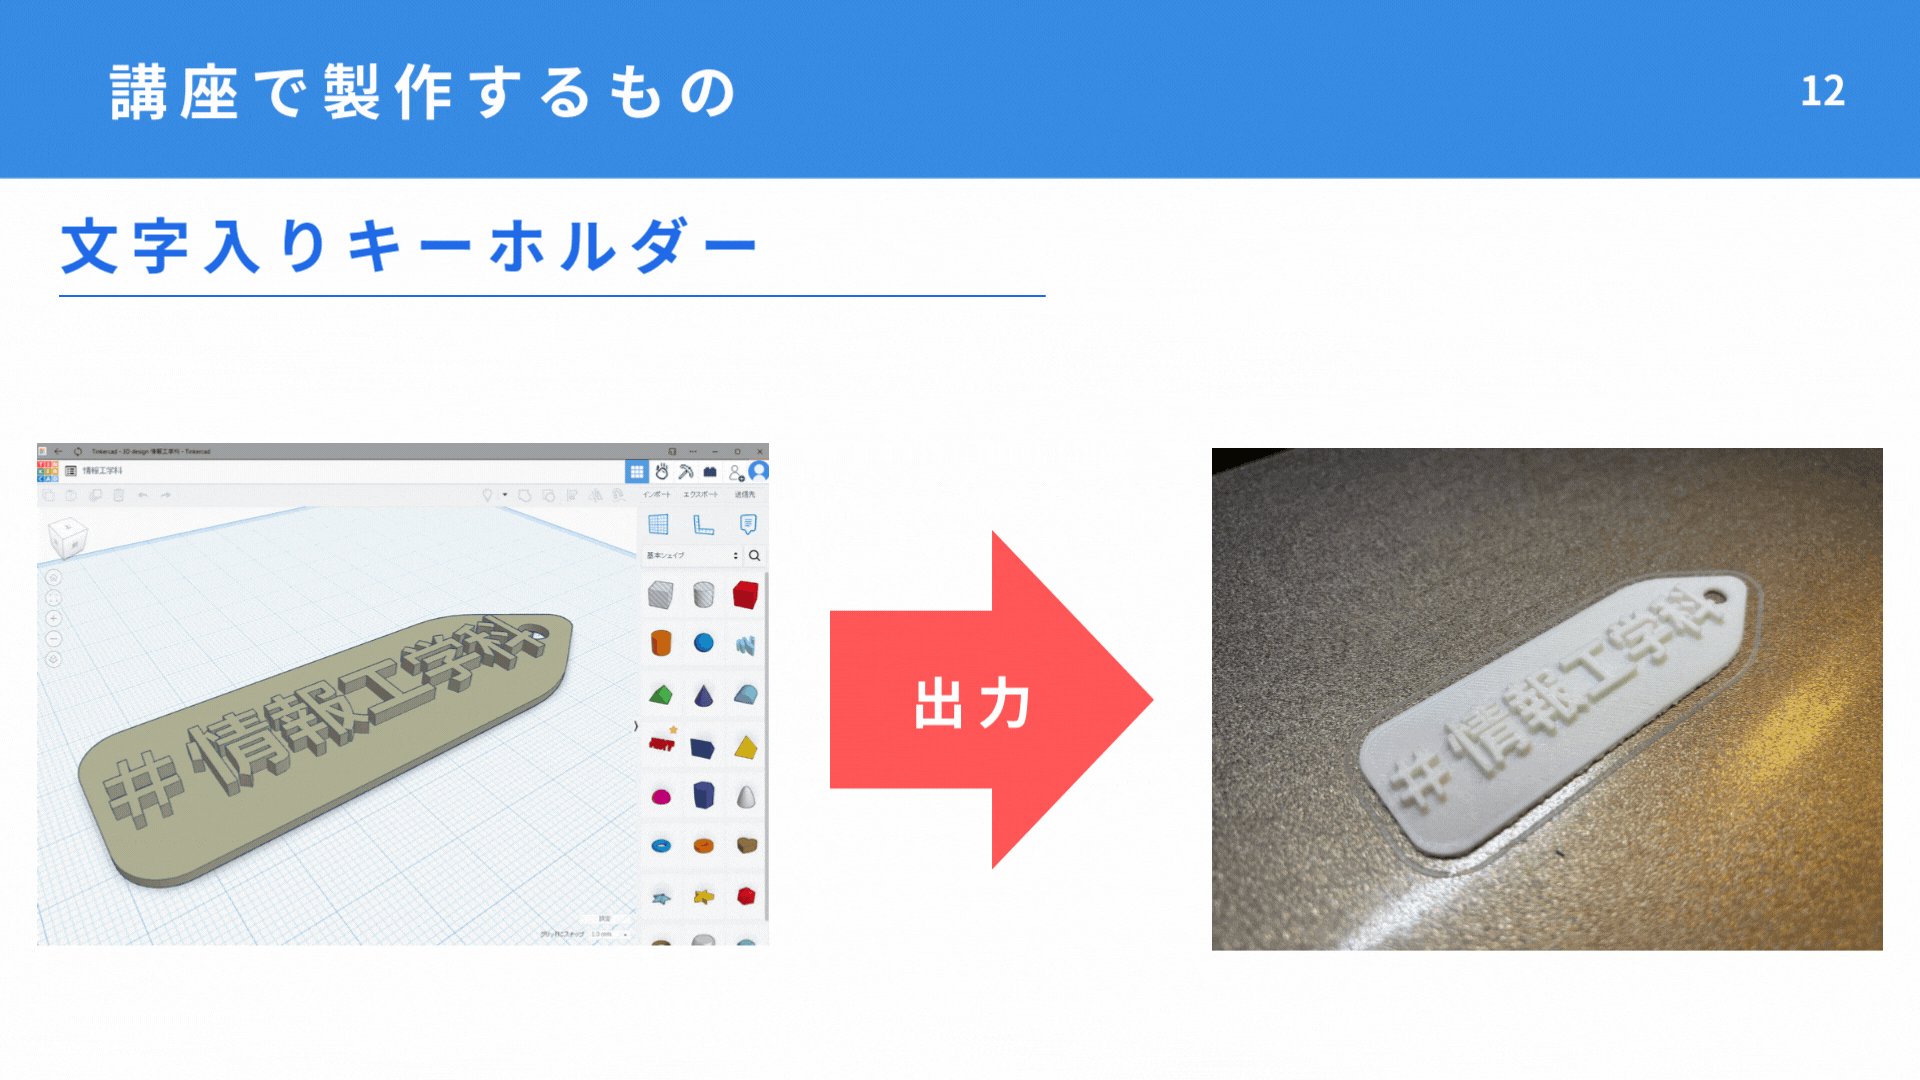 講座で製作するもの
12
文字入りキーホルダー
Tinkercad - 3D design 情報工学科 - Tinkercad
情報工学科
インポート エクスポート 送信先
基本シェイプ
#情報工学科
設定
グリッドにスナップ 1.0 mm
出力
#情報工学科